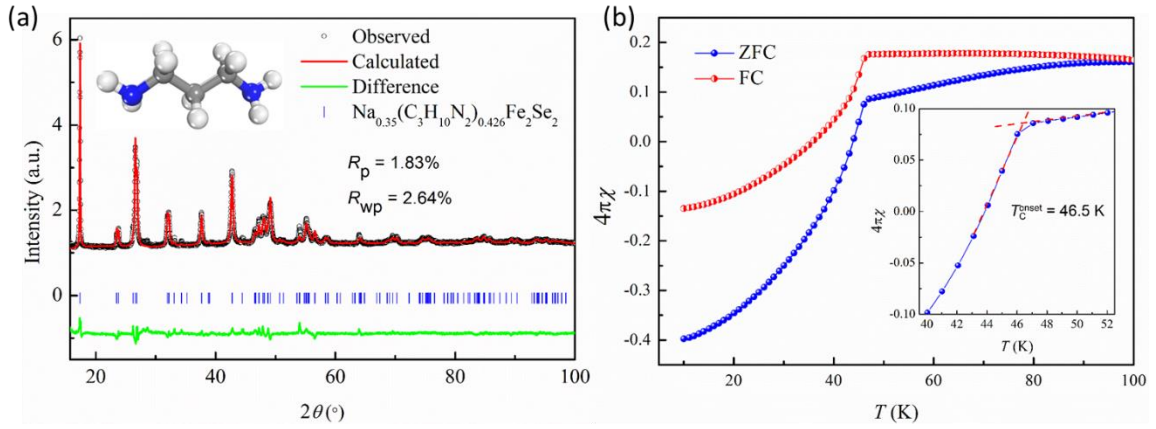 (a)
6
4
2
0
Intensity (a.u.)
Observed
Calculated
Difference
Na0.35(C3H10N2)0.426Fe2Se2
Rp = 1.83%
Rwp = 2.64%
20 40 60 80 100
2θ (°)
(b)
0.2
0.1
0.0
-0.1
-0.2
-0.3
-0.4
4πχ
ZFC
FC
0.10
0.05
0.00
-0.05
-0.10
4πχ
TC onset = 46.5 K
40 42 44 46 48 50 52
T (K)
20 40 60 80 100
T (K)